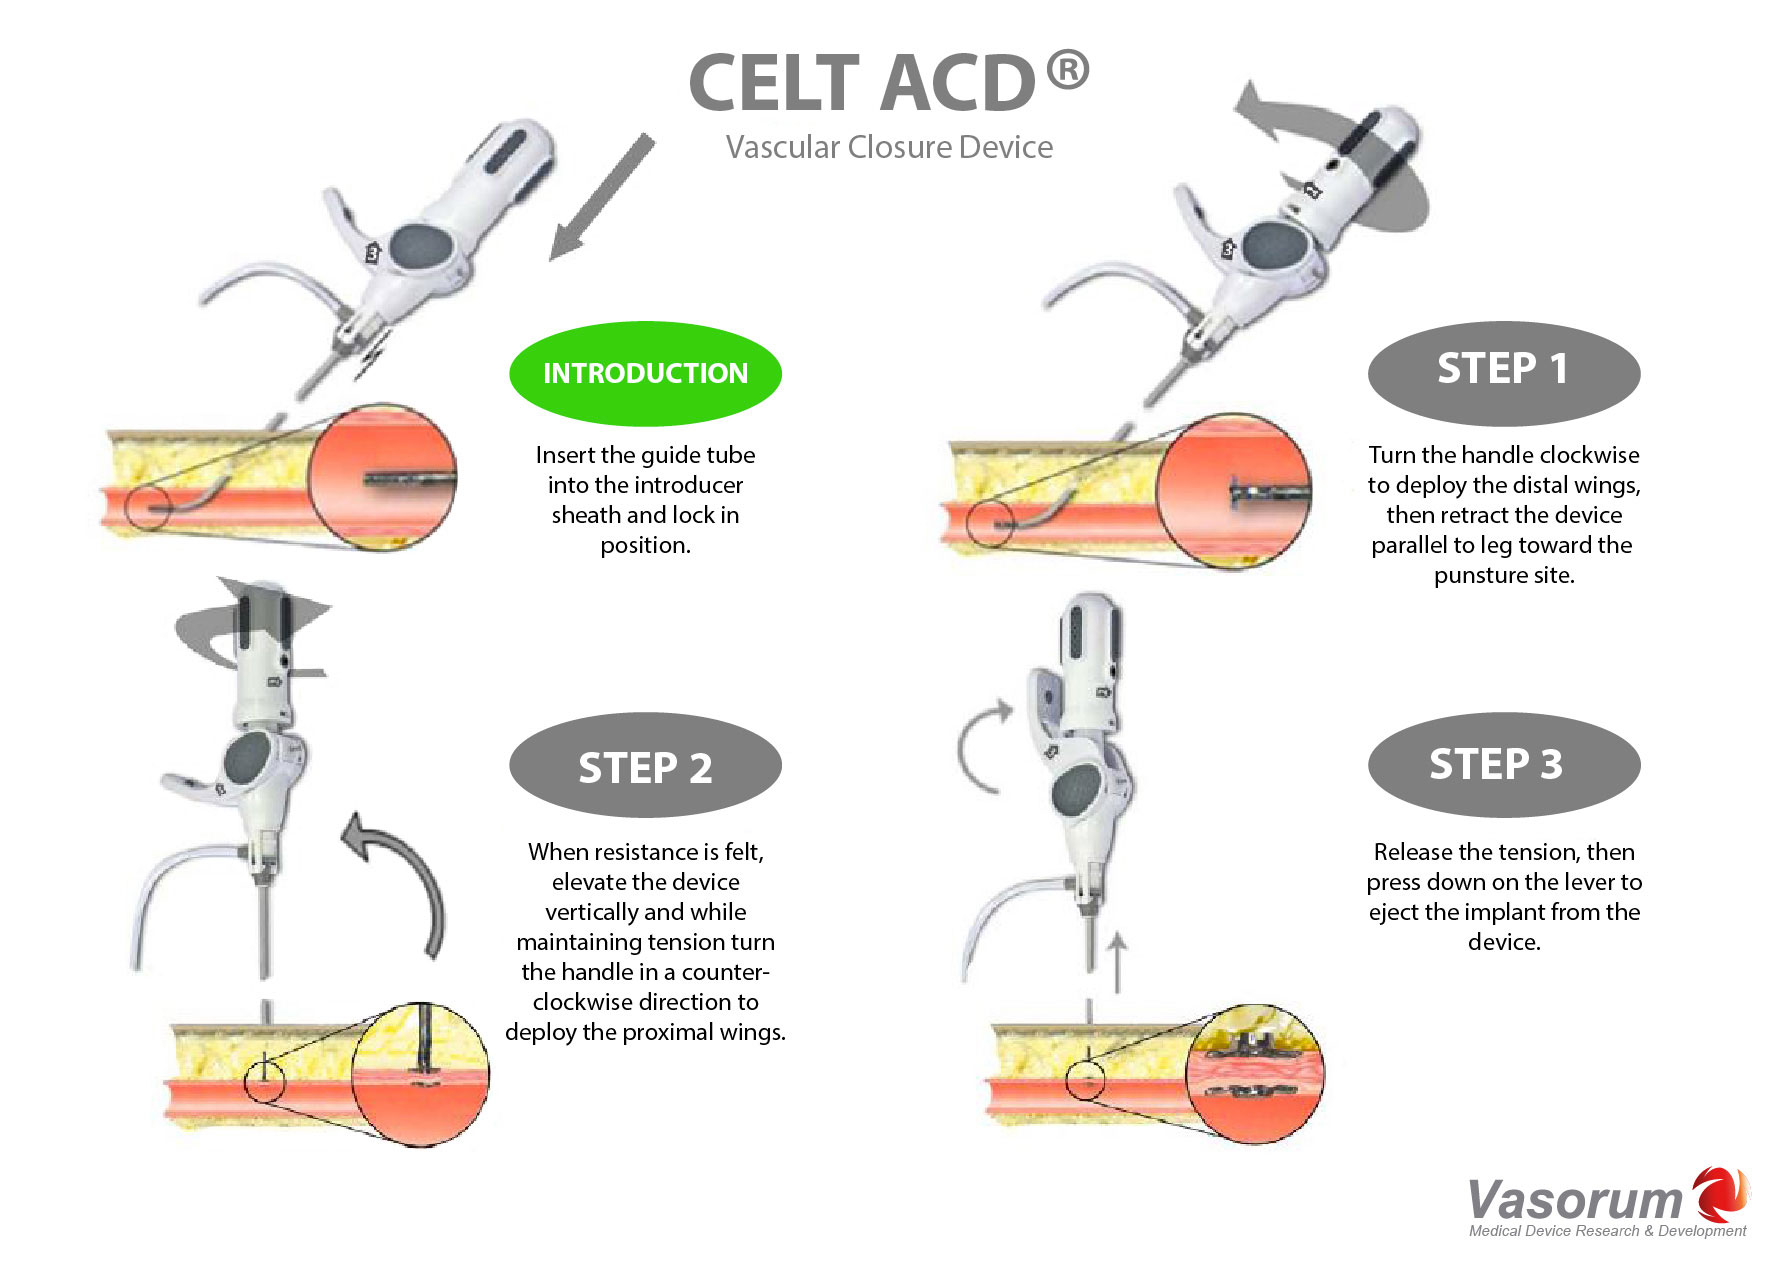 CELT ACD®
Vascular Closure Device
INTRODUCTION
Insert the guide tube
into the introducer
sheath and lock in
position.
STEP 1
Turn the handle clockwise
to deploy the distal wings,
then retract the device
parallel to leg toward the
punsture site.
STEP 2
When resistance is felt,
elevate the device
vertically and while
maintaining tension turn
the handle in a counter-
clockwise direction to
deploy the proximal wings.
STEP 3
Release the tension, then
press down on the lever to
eject the implant from the
device.
3
3
Vasorum
Medical Device Research & Development